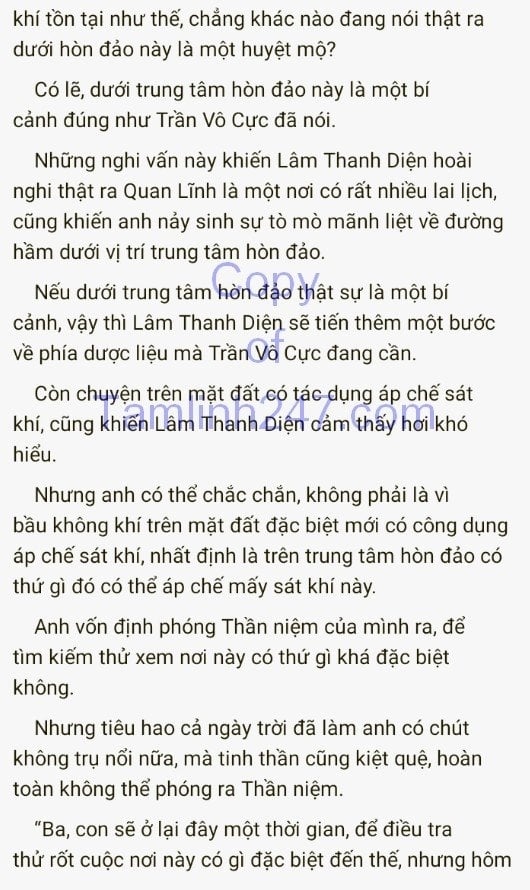 khí tồn tại như thế, chẳng khác nào đang nói thật ra
dưới hòn đảo này là một huyệt mộ?
Có lẽ, dưới trung tâm hòn đảo này là một bí
cảnh đúng như Trần Vô Cực đã nói.
Những nghi vấn này khiến Lâm Thanh Diện hoài
nghi thật ra Quan Lĩnh là một nơi có rất nhiều lai lịch,
cũng khiến anh nảy sinh sự tò mò mãnh liệt về đường
hầm dưới vị trí trung tâm hòn đảo.
Nếu dưới trung tâm hòn đảo thật sự là một bí
cảnh, vậy thì Lâm Thanh Diện sẽ tiến thêm một bước
về phía dược liệu mà Trần Vô Cực đang cần.
Còn chuyện trên mặt đất có tác dụng áp chế sát
khí, cũng khiến Lâm Thanh Diện cảm thấy hơi khó
hiểu.
Nhưng anh có thể chắc chắn, không phải là vì
bầu không khí trên mặt đất đặc biệt mới có công dụng
áp chế sát khí, nhất định là trên trung tâm hòn đảo có
thứ gì đó có thể áp chế mấy sát khí này.
Anh vốn định phóng Thần niệm của mình ra, để
tìm kiếm thử xem nơi này có thứ gì khá đặc biệt
không.
Nhưng tiêu hao cả ngày trời đã làm anh có chút
không trụ nổi nữa, mà tinh thần cũng kiệt quệ, hoàn
toàn không thể phóng ra Thần niệm.
“Ba, con sẽ ở lại đây một thời gian, để điều tra
thử rốt cuộc nơi này có gì đặc biệt đến thế, nhưng hôm
Copy
of
Tamlinh247.com